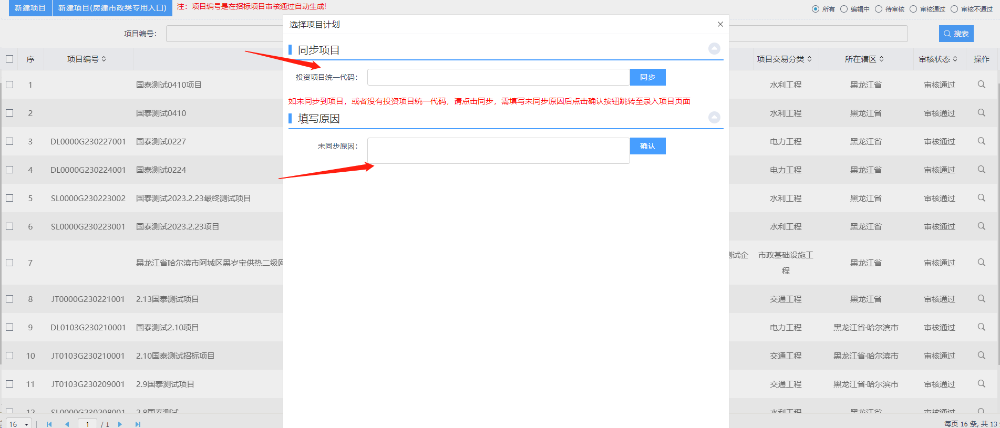 新建项目 新建项目(房建市政类专用入口) 注：项目编号是在招标项目审核通过自动生成!
所有 编辑中 待审核 审核通过 审核不通过
项目编号：
搜索
选择项目计划
同步项目
投资项目统一代码：
同步
如未同步到项目，或者没有投资项目统一代码，请点击同步，需填写未同步原因后点击确认按钮跳转至录入项目页面
填写原因
未同步原因：
确认
序 项目编号 项目交易分类 所在辖区 审核状态 操作
1 国泰测试0410项目 水利工程 黑龙江省 审核通过
2 国泰测试0410 水利工程 黑龙江省 审核通过
3 DL0000G230227001 国泰测试0227 电力工程 黑龙江省 审核通过
4 DL0000G230224001 国泰测试0224 电力工程 黑龙江省 审核通过
5 SL0000G230223002 国泰测试2023.2.23最终测试项目 水利工程 黑龙江省 审核通过
6 SL0000G230223001 国泰测试2023.2.23项目 水利工程 黑龙江省 审核通过
7 黑龙江省哈尔滨市阿城区黑岁宝供热二级网 测试企 市政基础设施工
程 黑龙江省 审核通过
8 JT0000G230221001 2.13国泰测试项目 交通工程 黑龙江省 审核通过
9 DL0103G230210001 国泰测试2.10项目 电力工程 黑龙江省·哈尔滨市 审核通过
10 JT0103G230210001 2.10国泰测试招标项目 交通工程 黑龙江省·哈尔滨市 审核通过
11 JT0103G230209001 2.9国泰测试项目 交通工程 黑龙江省·哈尔滨市 审核通过
12 SL0000G230208001 2.8国泰测试 水利工程 黑龙江省 审核通过
16 1 / 1 每页 16 条, 共 13